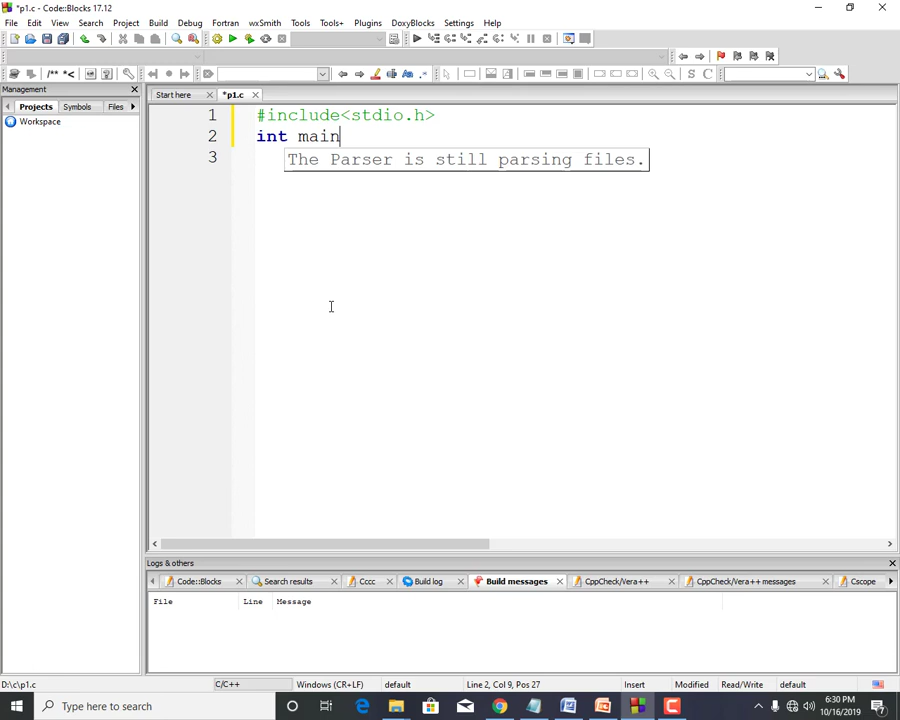 *p1.c - Code::Blocks 17.12
File Edit View Search Project Build Debug Fortran wxSmith Tools Tools+ Plugins DoxyBlocks Settings Help
/** *<
S C
Management
Projects Symbols Files
Workspace
Start here *p1.c
1 #include<stdio.h>
2 int main
3
The Parser is still parsing files.
Logs & others
Code::Blocks Search results Cccc Build log Build messages CppCheck/Vera++ CppCheck/Vera++ messages Cscope
File Line Message
D:\c\p1.c C/C++ Windows (CR+LF) default Line 2, Col 9, Pos 27 Insert Modified Read/Write default
Type here to search
6:30 PM
10/16/2019
7